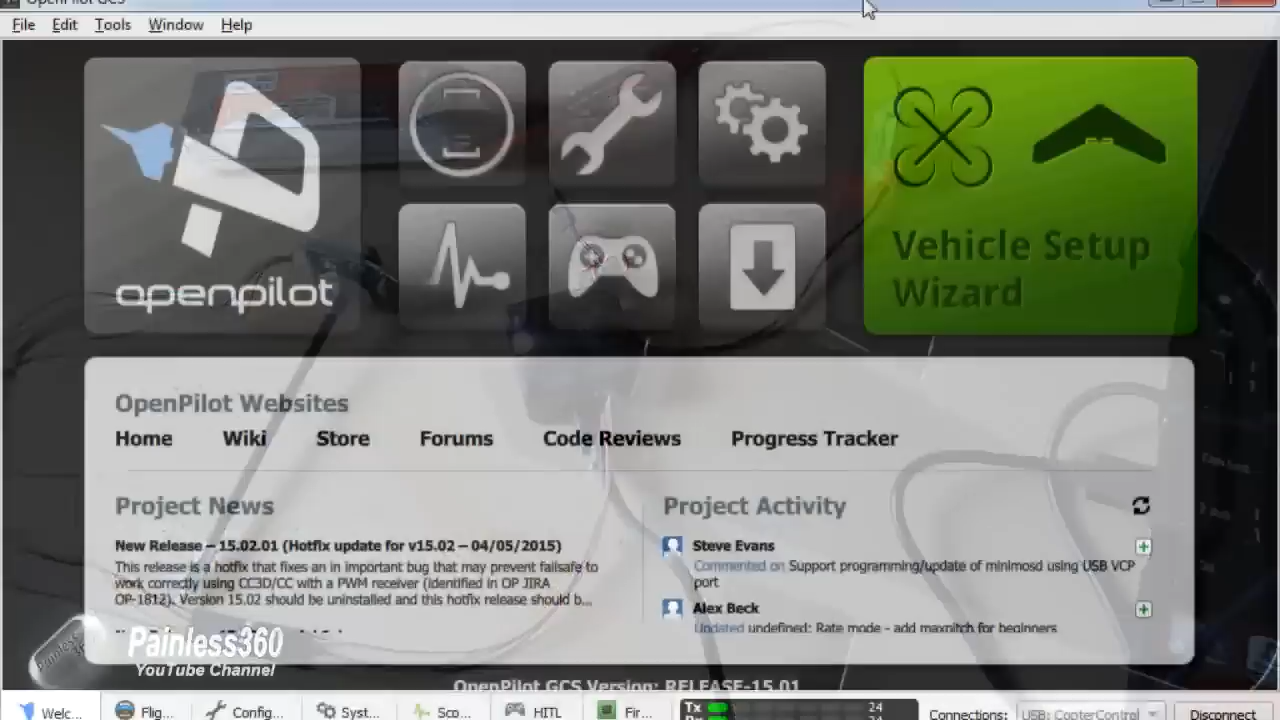 OpenPilot GCS
File Edit Tools Window Help
openpilot
Vehicle Setup
Wizard
OpenPilot Websites
Home Wiki Store Forums Code Reviews Progress Tracker
Project News
New Release – 15.02.01 (Hotfix update for v15.02 – 04/05/2015)
This release is a hotfix that fixes an in important bug that may prevent failsafe to
work correctly using CC3D/CC with a PWM receiver (identified in OP JIRA
OP-1812). Version 15.02 should be uninstalled and this hotfix release should b...
Project Activity
Steve Evans
Commented on Support programming/update of minimosd using USB VCP
port
Alex Beck
Updated undefined: Rate mode - add maxpitch for beginners
Painless360
YouTube Channel
OpenPilot GCS Version: RELEASE-15.01
Welc... Flig... Config... Syst... Sco... HITL Fir... Tx 24 Connections: USB: CopterControl Disconnect